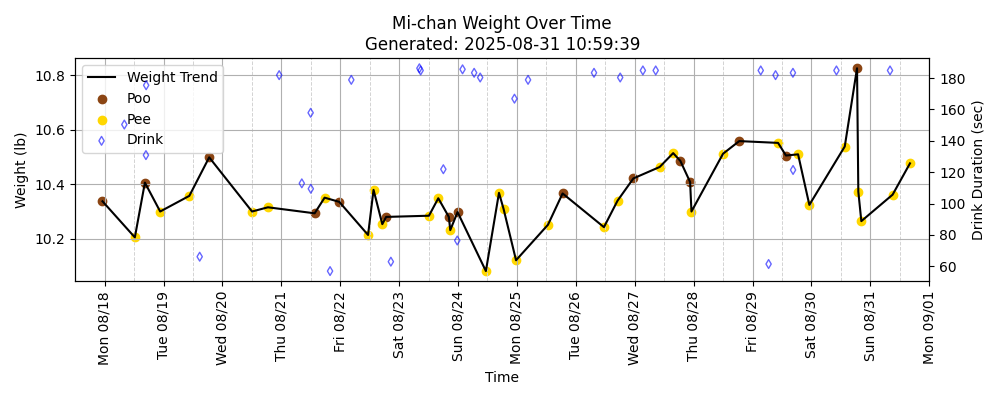 Mi-chan Weight Over Time
Generated: 2025-08-31 10:59:39
Weight (lb)
10.8
10.6
10.4
10.2
Weight Trend
Poo
Pee
Drink
180
160
140
120
100
80
60
Drink Duration (sec)
Mon 08/18
Tue 08/19
Wed 08/20
Thu 08/21
Fri 08/22
Sat 08/23
Sun 08/24
Mon 08/25
Tue 08/26
Wed 08/27
Thu 08/28
Fri 08/29
Sat 08/30
Sun 08/31
Mon 09/01
Time